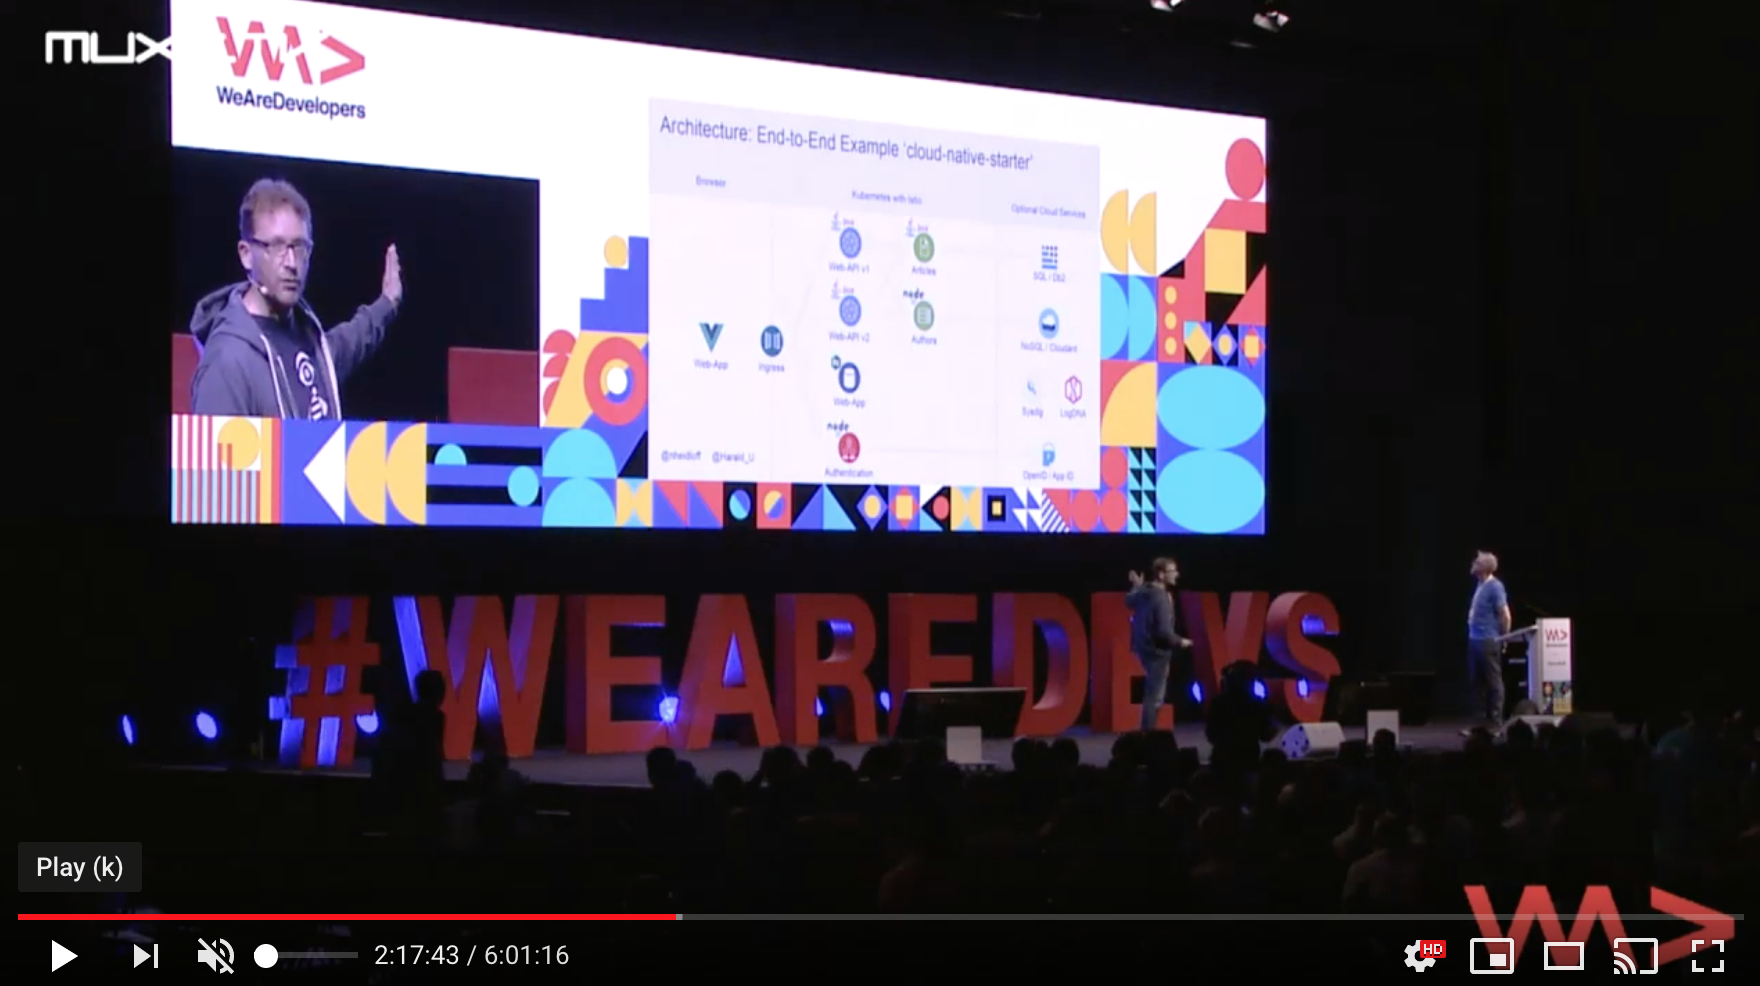 MUX
WeAreDevelopers
Architecture: End-to-End Example 'cloud-native-starter'
Browser
Kubernetes with Istio
Optional Cloud Services
Web-API v1
Articles
SQL / Db2
node
Web-API v2
Authors
NoSQL / Cloudant
Web-App
Ingress
Web-App
Sysdig
LogDNA
node
Authentication
OpenID / App ID
@nheidloff
@Harald_U
#WEAREDEVS
Play (k)
2:17:43 / 6:01:16
HD